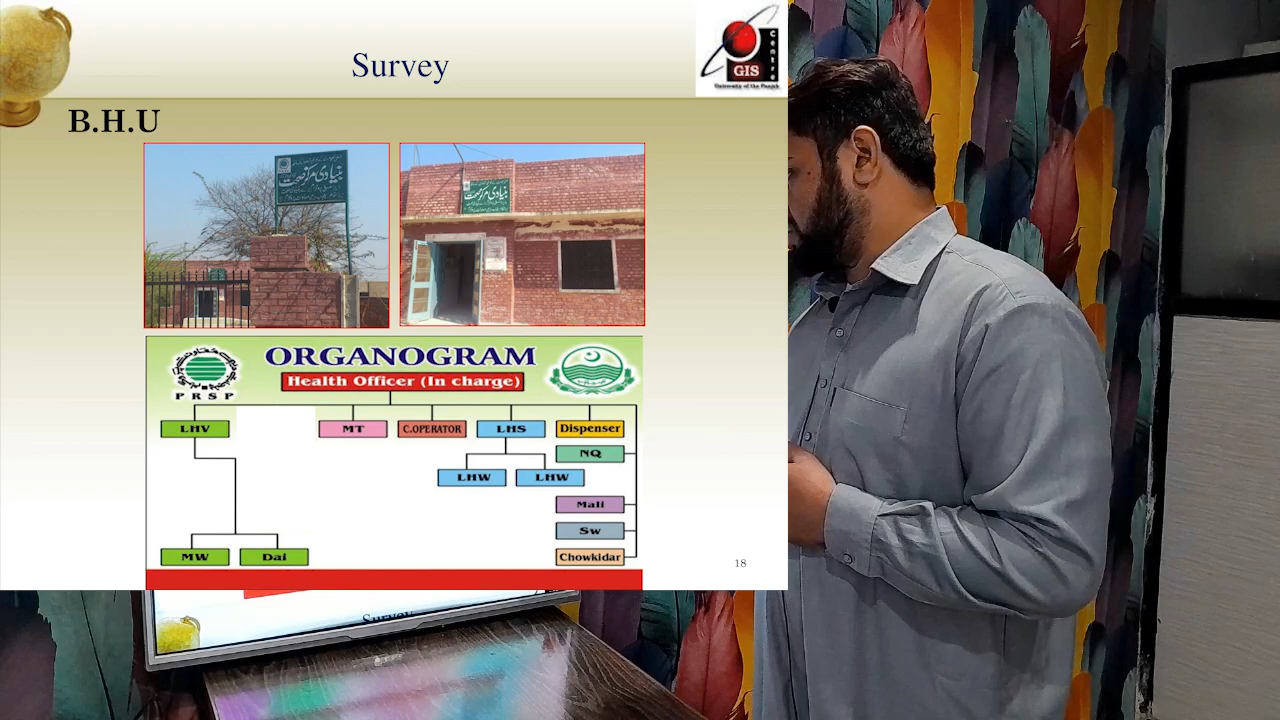 Survey
Centre
GIS
University of the Punjab
B.H.U
بنیادی مرکز صحت
بنیادی مرکز صحت
ORGANOGRAM
Health Officer (In charge)
PRSP
LHV
MT
C.OPERATOR
LHS
Dispenser
NQ
LHW
LHW
Mali
Sw
MW
Dai
Chowkidar
18
Survey